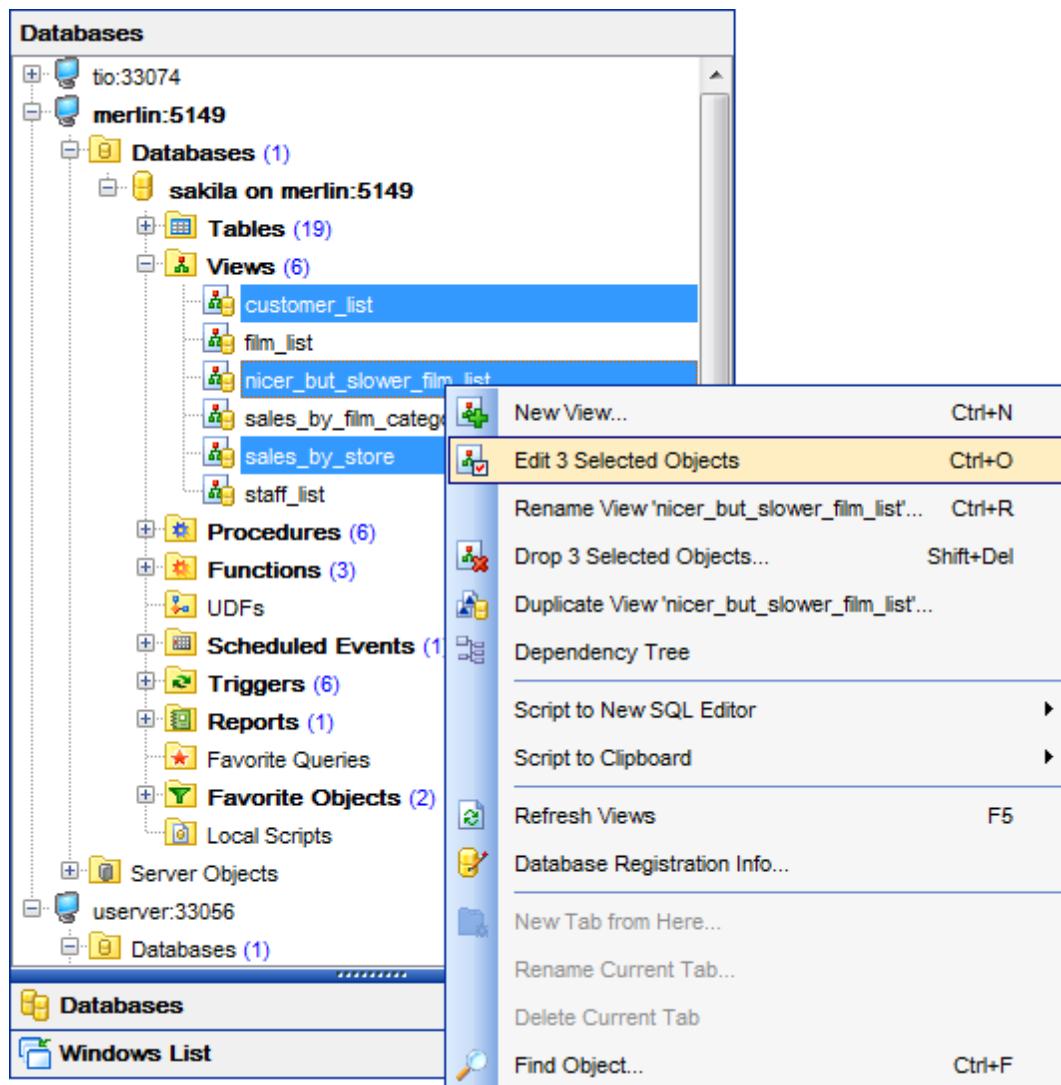 Databases
tio:33074
merlin:5149
Databases (1)
sakila on merlin:5149
Tables (19)
Views (6)
customer_list
film_list
nicer_but_slower_film_list
sales_by_film_catego
sales_by_store
staff_list
Procedures (6)
Functions (3)
UDFs
Scheduled Events (1
Triggers (6)
Reports (1)
Favorite Queries
Favorite Objects (2)
Local Scripts
Server Objects
userver:33056
Databases (1)
Databases
Windows List
New View... Ctrl+N
Edit 3 Selected Objects Ctrl+O
Rename View 'nicer_but_slower_film_list'... Ctrl+R
Drop 3 Selected Objects... Shift+Del
Duplicate View 'nicer_but_slower_film_list'...
Dependency Tree
Script to New SQL Editor
Script to Clipboard
Refresh Views F5
Database Registration Info...
New Tab from Here...
Rename Current Tab...
Delete Current Tab
Find Object... Ctrl+F